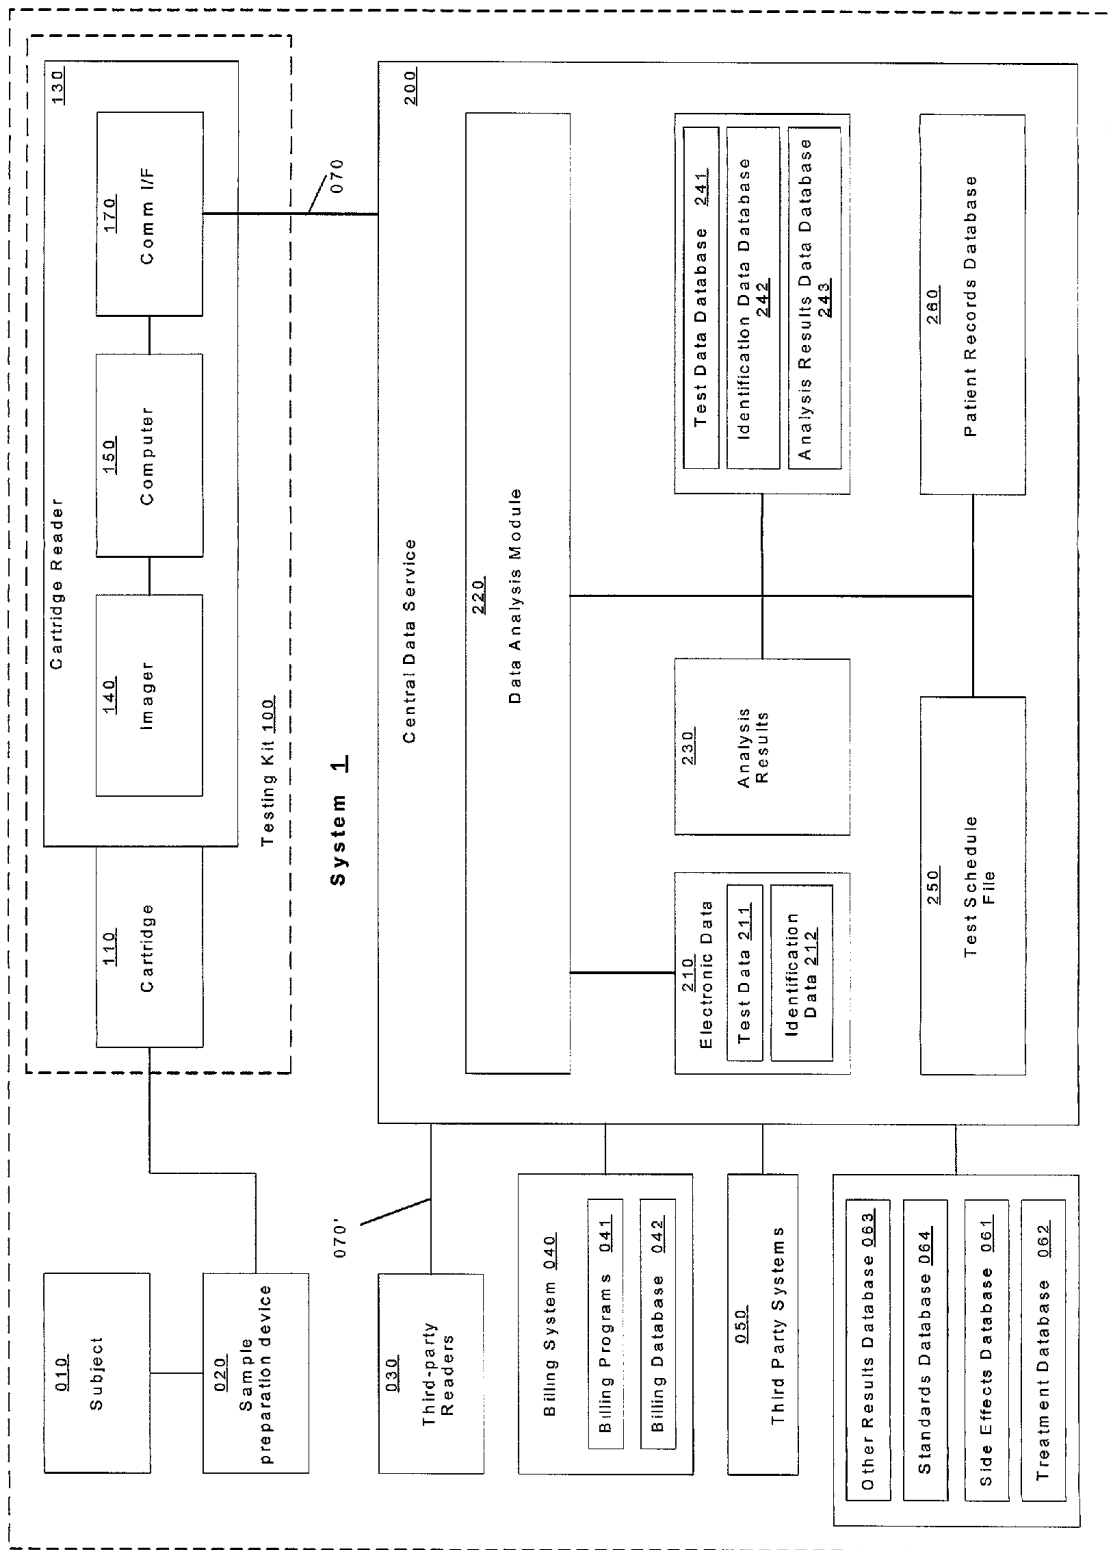 010
Subject
020
Sample
preparation device
110
Cartridge
Cartridge Reader
130
140
Imager
150
Computer
170
Comm I/F
Testing Kit 100
070
System 1
070'
030
Third-party
Readers
Billing System 040
Billing Programs 041
Billing Database 042
050
Third Party Systems
Other Results Database 063
Standards Database 064
Side Effects Database 061
Treatment Database 062
Central Data Service
200
220
Data Analysis Module
210
Electronic Data
Test Data 211
Identification
Data 212
230
Analysis
Results
Test Data Database 241
Identification Data Database
242
Analysis Results Data Database
243
250
Test Schedule
File
260
Patient Records Database